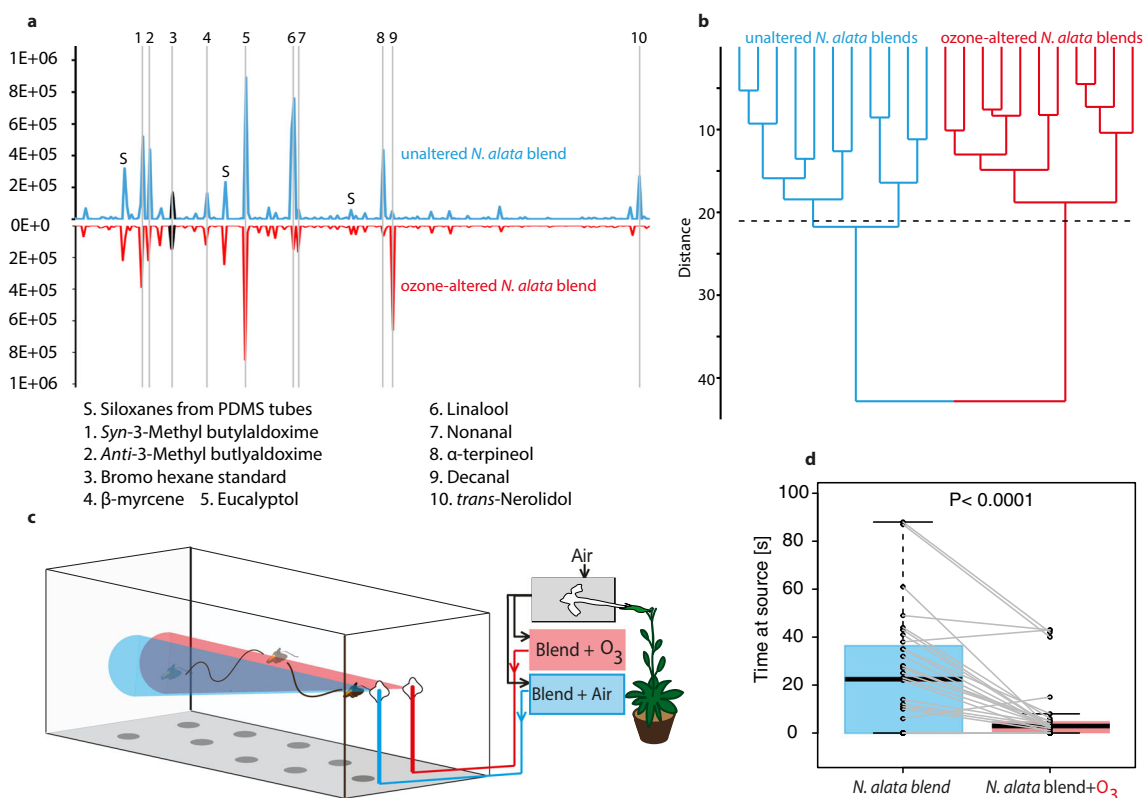 a
1 2 3 4 5 6 7 8 9 10
1E+06
8E+05
6E+05
4E+05
2E+05
0E+0
2E+05
4E+05
6E+05
8E+05
1E+06
S
S
S
unaltered N. alata blend
ozone-altered N. alata blend
S. Siloxanes from PDMS tubes
1. Syn-3-Methyl butylaldoxime
2. Anti-3-Methyl butlyaldoxime
3. Bromo hexane standard
4. β-myrcene 5. Eucalyptol
6. Linalool
7. Nonanal
8. α-terpineol
9. Decanal
10. trans-Nerolidol
b
unaltered N. alata blends
ozone-altered N. alata blends
Distance
10
20
30
40
c
Air
Blend + O₃
Blend + Air
d
P< 0.0001
Time at source [s]
100
80
60
40
20
0
N. alata blend
N. alata blend+O₃